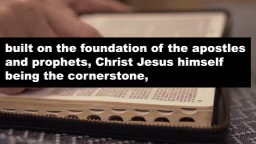 built on the foundation of the apostles
and prophets, Christ Jesus himself
being the cornerstone,